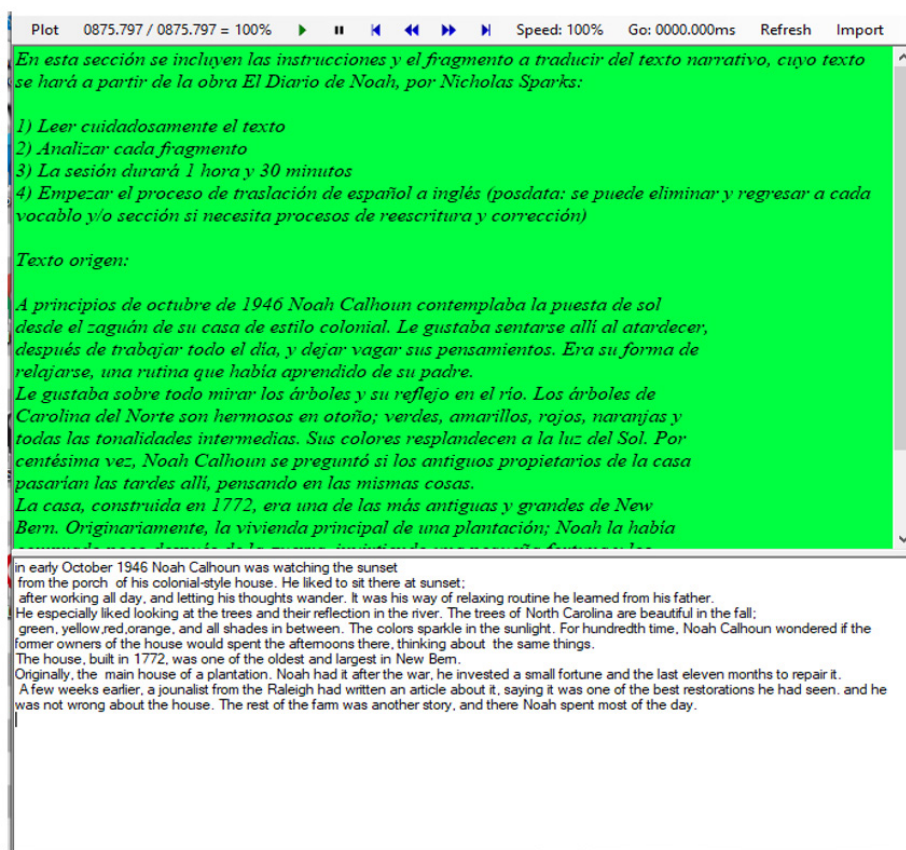 Plot 0875.797 / 0875.797 = 100% Speed: 100% Go: 0000.000ms Refresh Import
En esta sección se incluyen las instrucciones y el fragmento a traducir del texto narrativo, cuyo texto
se hará a partir de la obra El Diario de Noah, por Nicholas Sparks:
1) Leer cuidadosamente el texto
2) Analizar cada fragmento
3) La sesión durará 1 hora y 30 minutos
4) Empezar el proceso de traslación de español a inglés (posdata: se puede eliminar y regresar a cada
vocablo y/o sección si necesita procesos de reescritura y corrección)
Texto origen:
A principios de octubre de 1946 Noah Calhoun contemplaba la puesta de sol
desde el zaguán de su casa de estilo colonial. Le gustaba sentarse allí al atardecer,
después de trabajar todo el día, y dejar vagar sus pensamientos. Era su forma de
relajarse, una rutina que había aprendido de su padre.
Le gustaba sobre todo mirar los árboles y su reflejo en el río. Los árboles de
Carolina del Norte son hermosos en otoño; verdes, amarillos, rojos, naranjas y
todas las tonalidades intermedias. Sus colores resplandecen a la luz del Sol. Por
centésima vez, Noah Calhoun se preguntó si los antiguos propietarios de la casa
pasarían las tardes allí, pensando en las mismas cosas.
La casa, construida en 1772, era una de las más antiguas y grandes de New
Bern. Originariamente, la vivienda principal de una plantación; Noah la había
in early October 1946 Noah Calhoun was watching the sunset
from the porch of his colonial-style house. He liked to sit there at sunset;
after working all day, and letting his thoughts wander. It was his way of relaxing routine he learned from his father.
He especially liked looking at the trees and their reflection in the river. The trees of North Carolina are beautiful in the fall;
green, yellow,red,orange, and all shades in between. The colors sparkle in the sunlight. For hundredth time, Noah Calhoun wondered if the
former owners of the house would spent the afternoons there, thinking about the same things.
The house, built in 1772, was one of the oldest and largest in New Bern.
Originally, the main house of a plantation. Noah had it after the war, he invested a small fortune and the last eleven months to repair it.
A few weeks earlier, a jounalist from the Raleigh had written an article about it, saying it was one of the best restorations he had seen. and he
was not wrong about the house. The rest of the farm was another story, and there Noah spent most of the day.